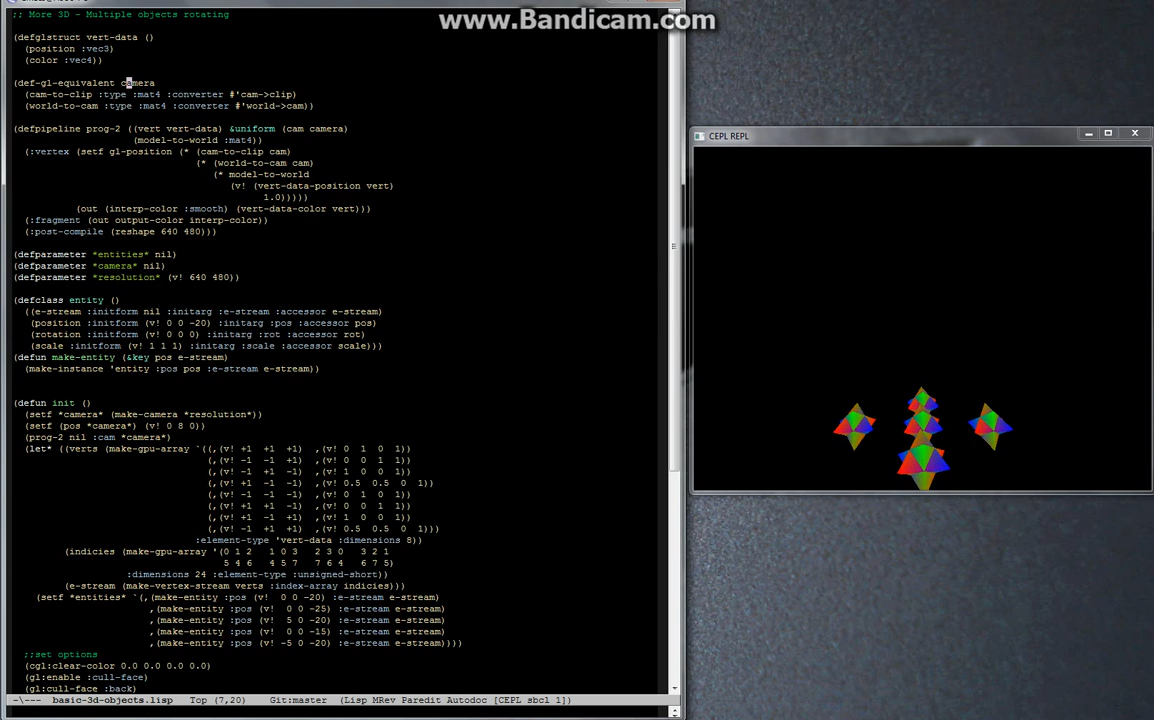 www.Bandicam.com
;; More 3D - Multiple objects rotating
(defglstruct vert-data ()
(position :vec3)
(color :vec4))
(def-gl-equivalent camera
(cam-to-clip :type :mat4 :converter #'cam->clip)
(world-to-cam :type :mat4 :converter #'world->cam))
(defpipeline prog-2 ((vert vert-data) &uniform (cam camera)
(model-to-world :mat4))
(:vertex (setf gl-position (* (cam-to-clip cam)
(* (world-to-cam cam)
(* model-to-world
(v! (vert-data-position vert)
1.0)))))
(out (interp-color :smooth) (vert-data-color vert)))
(:fragment (out output-color interp-color))
(:post-compile (reshape 640 480)))
(defparameter *entities* nil)
(defparameter *camera* nil)
(defparameter *resolution* (v! 640 480))
(defclass entity ()
((e-stream :initform nil :initarg :e-stream :accessor e-stream)
(position :initform (v! 0 0 -20) :initarg :pos :accessor pos)
(rotation :initform (v! 0 0 0) :initarg :rot :accessor rot)
(scale :initform (v! 1 1 1) :initarg :scale :accessor scale)))
(defun make-entity (&key pos e-stream)
(make-instance 'entity :pos pos :e-stream e-stream))
(defun init ()
(setf *camera* (make-camera *resolution*))
(setf (pos *camera*) (v! 0 8 0))
(prog-2 nil :cam *camera*)
(let* ((verts (make-gpu-array `((,(v! +1 +1 +1) ,(v! 0 1 0 1))
(,(v! -1 -1 +1) ,(v! 0 0 1 1))
(,(v! -1 +1 -1) ,(v! 1 0 0 1))
(,(v! +1 -1 -1) ,(v! 0.5 0.5 0 1))
(,(v! -1 -1 -1) ,(v! 0 1 0 1))
(,(v! +1 +1 -1) ,(v! 0 0 1 1))
(,(v! +1 -1 +1) ,(v! 1 0 0 1))
(,(v! -1 +1 +1) ,(v! 0.5 0.5 0 1)))
:element-type 'vert-data :dimensions 8))
(indicies (make-gpu-array '(0 1 2 1 0 3 2 3 0 3 2 1
5 4 6 4 5 7 7 6 4 6 7 5)
:dimensions 24 :element-type :unsigned-short))
(e-stream (make-vertex-stream verts :index-array indicies)))
(setf *entities* `(,(make-entity :pos (v! 0 0 -20) :e-stream e-stream)
,(make-entity :pos (v! 0 0 -25) :e-stream e-stream)
,(make-entity :pos (v! 5 0 -20) :e-stream e-stream)
,(make-entity :pos (v! 0 0 -15) :e-stream e-stream)
,(make-entity :pos (v! -5 0 -20) :e-stream e-stream))))
;;set options
(cgl:clear-color 0.0 0.0 0.0 0.0)
(gl:enable :cull-face)
(gl:cull-face :back)
-\--- basic-3d-objects.lisp Top (7,20) Git:master (Lisp MRev Paredit Autodoc [CEPL sbcl 1])
CEPL REPL